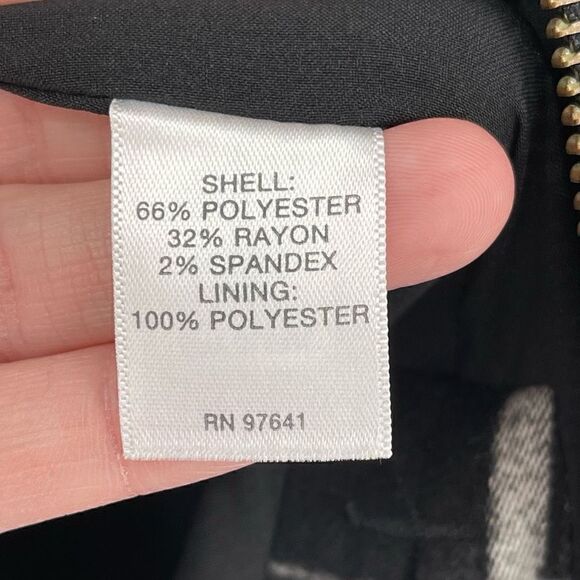 SHELL:
66% POLYESTER
32% RAYON
2% SPANDEX
LINING:
100% POLYESTER
RN 97641